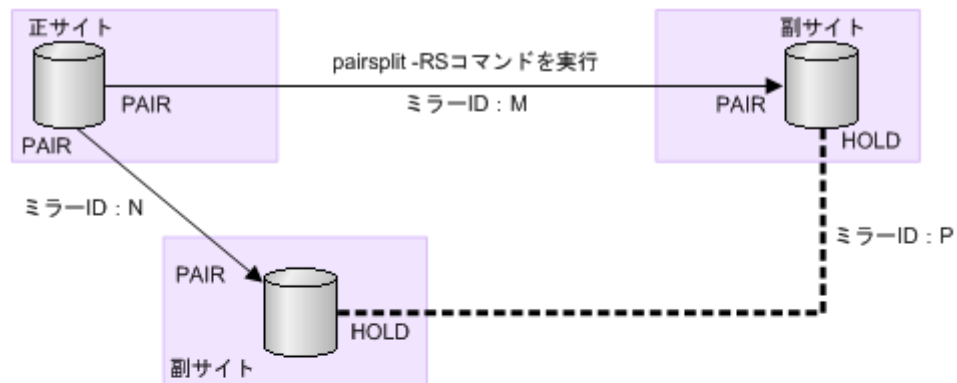 正サイト
副サイト
pairsplit -RSコマンドを実行
PAIR
ミラーID：M
PAIR
PAIR
HOLD
ミラーID：N
ミラーID：P
PAIR
HOLD
副サイト